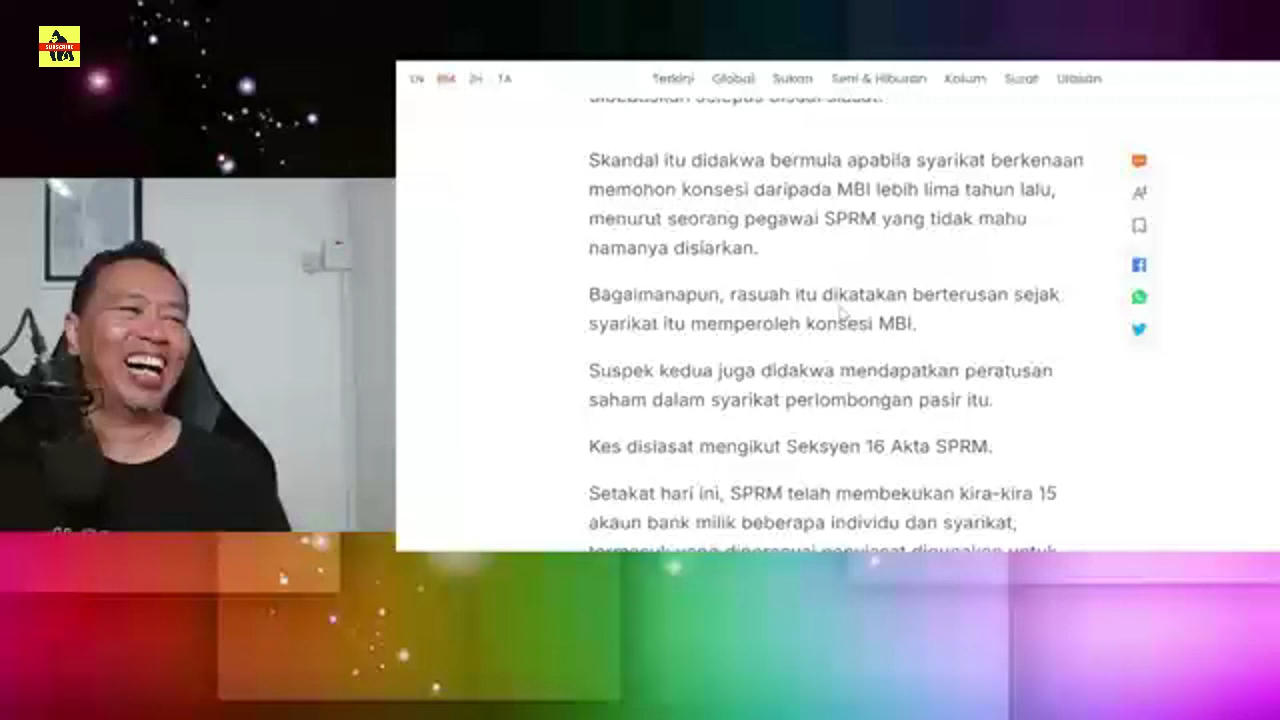 SUBSCRIBE
EN BM ZH TA
Terkini Global Sukan Seni & Hiburan Kolum Surat Ulasan
Skandal itu didakwa bermula apabila syarikat berkenaan
memohon konsesi daripada MBI lebih lima tahun lalu,
menurut seorang pegawai SPRM yang tidak mahu
namanya disiarkan.
Bagaimanapun, rasuah itu dikatakan berterusan sejak
syarikat itu memperoleh konsesi MBI.
Suspek kedua juga didakwa mendapatkan peratusan
saham dalam syarikat perlombongan pasir itu.
Kes disiasat mengikut Seksyen 16 Akta SPRM.
Setakat hari ini, SPRM telah membekukan kira-kira 15
akaun bank milik beberapa individu dan syarikat,